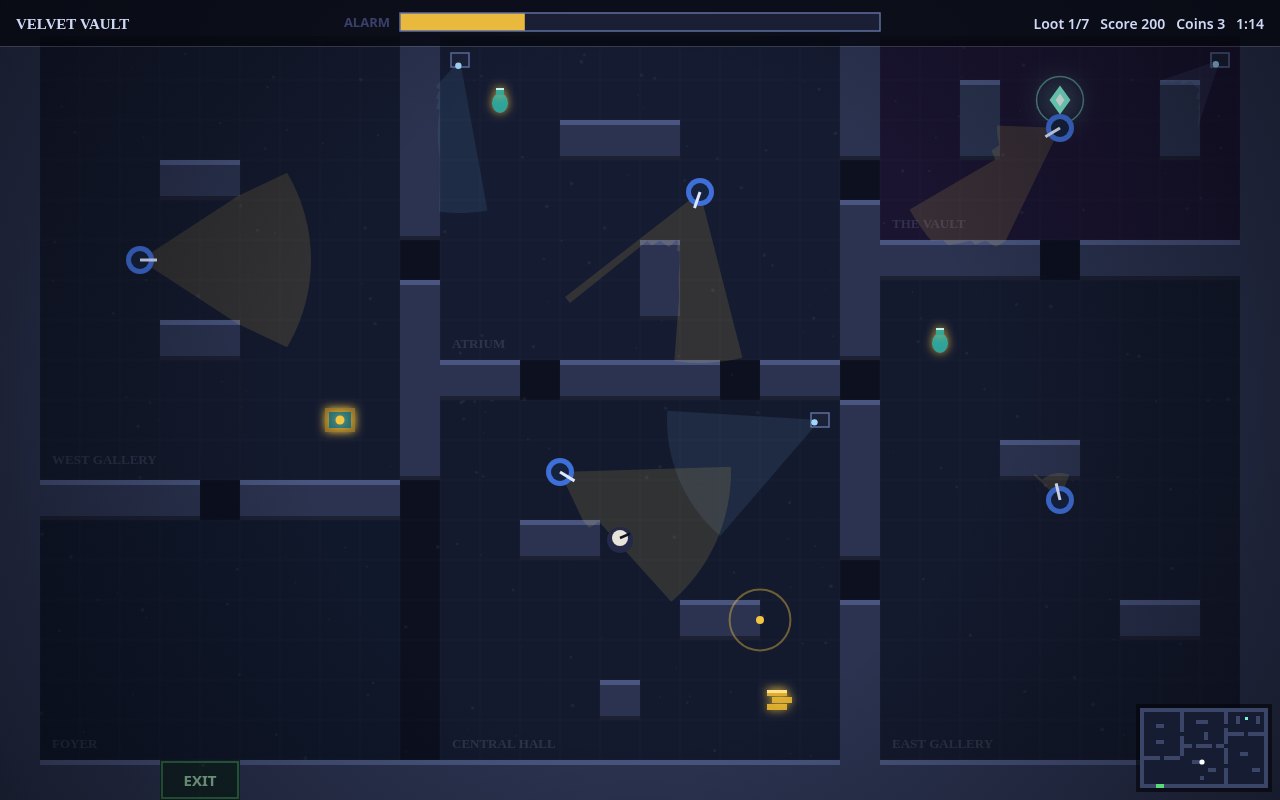 VELVET VAULT
ALARM
Loot 1/7 Score 200 Coins 3 1:14
THE VAULT
ATRIUM
WEST GALLERY
FOYER
CENTRAL HALL
EAST GALLERY
EXIT